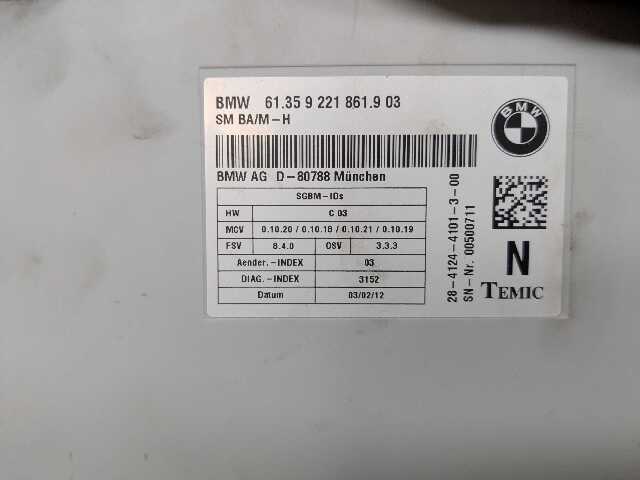 BMW 61.35 9 221 861.9 03
SM BA/M-H
BMW AG D-80788 München
SGBM-IDs
HW C 03
MCV 0.10.20 / 0.10.18 / 0.10.21 / 0.10.19
FSV 8.4.0 OSV 3.3.3
Aender.-INDEX 03
DIAG.-INDEX 3152
Datum 03/02/12
28-4124-4101-3-00
SN-Nr. 00500711
BMW
N
TEMIC